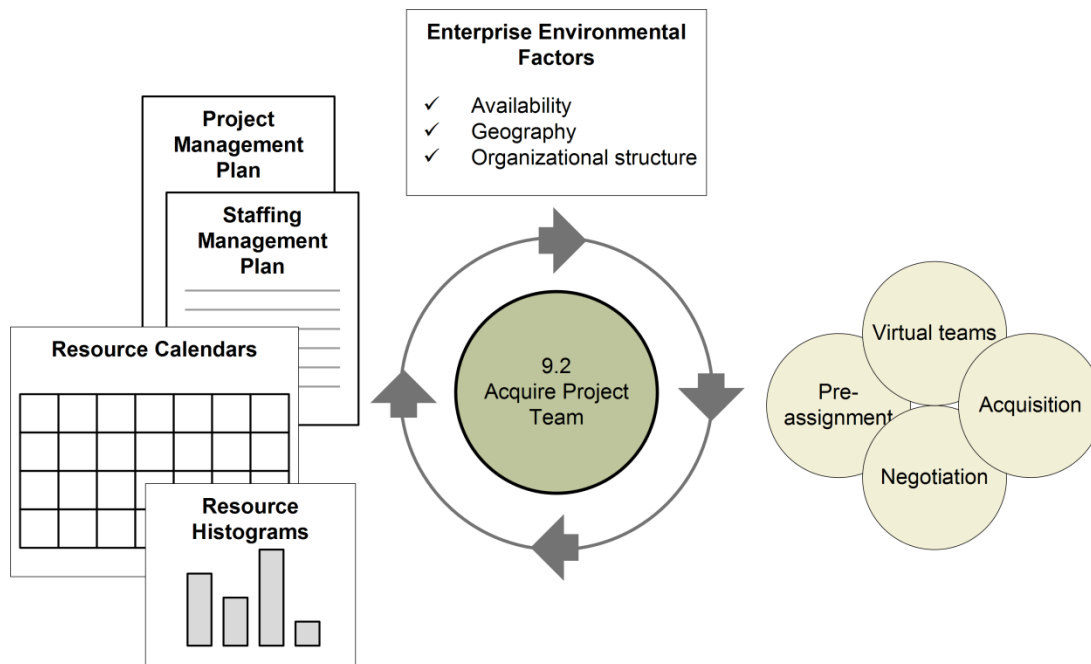 Enterprise Environmental
Factors
✓ Availability
✓ Geography
✓ Organizational structure
Project
Management
Plan
Staffing
Management
Plan
Resource Calendars
Resource
Histograms
9.2
Acquire Project
Team
Virtual teams
Pre-
assignment
Acquisition
Negotiation